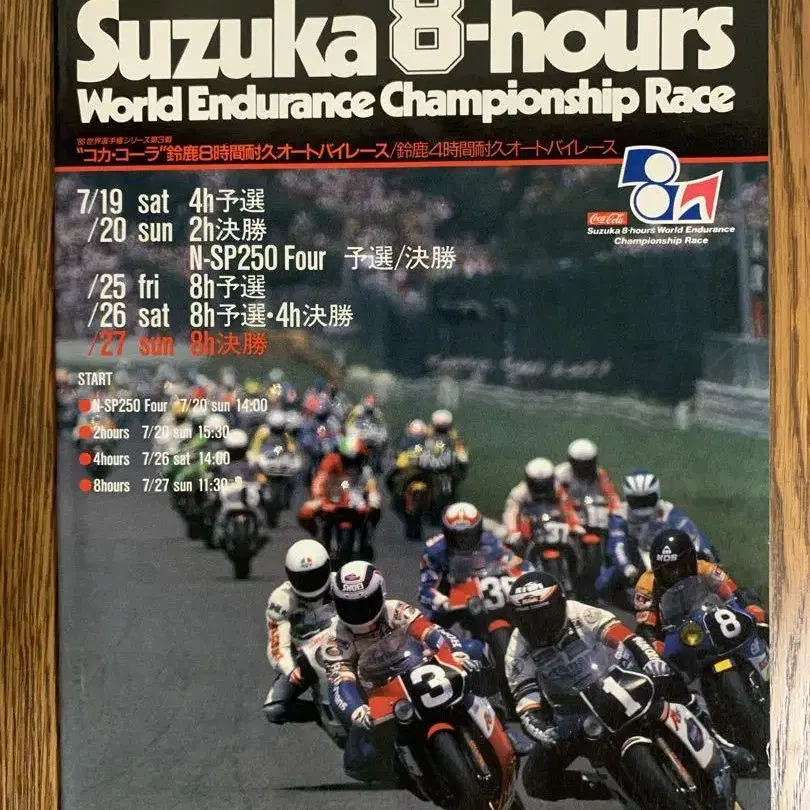 Suzuka 8-hours
World Endurance Championship Race
'86世界選手権シリーズ第3戦
"コカ・コーラ"鈴鹿8時間耐久オートバイレース/鈴鹿4時間耐久オートバイレース
7/19 sat 4h予選
/20 sun 2h決勝
N-SP250 Four 予選/決勝
/25 fri 8h予選
/26 sat 8h予選・4h決勝
/27 sun 8h決勝
8h
Coca-Cola
Suzuka 8-hours World Endurance
Championship Race
START
N-SP250 Four 7/20 sun 14:00
2hours 7/20 sun 15:30
4hours 7/26 sat 14:00
8hours 7/27 sun 11:30
SHOEI
MDS
3
1
8